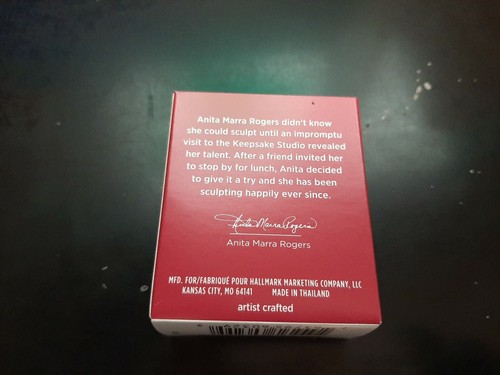 Anita Marra Rogers didn't know
she could sculpt until an impromptu
visit to the Keepsake Studio revealed
her talent. After a friend invited her
to stop by for lunch, Anita decided
to give it a try and she has been
sculpting happily ever since.
Anita Marra Rogers
Anita Marra Rogers
MFD. FOR/FABRIQUÉ POUR HALLMARK MARKETING COMPANY, LLC
KANSAS CITY, MO 64141 MADE IN THAILAND
artist crafted